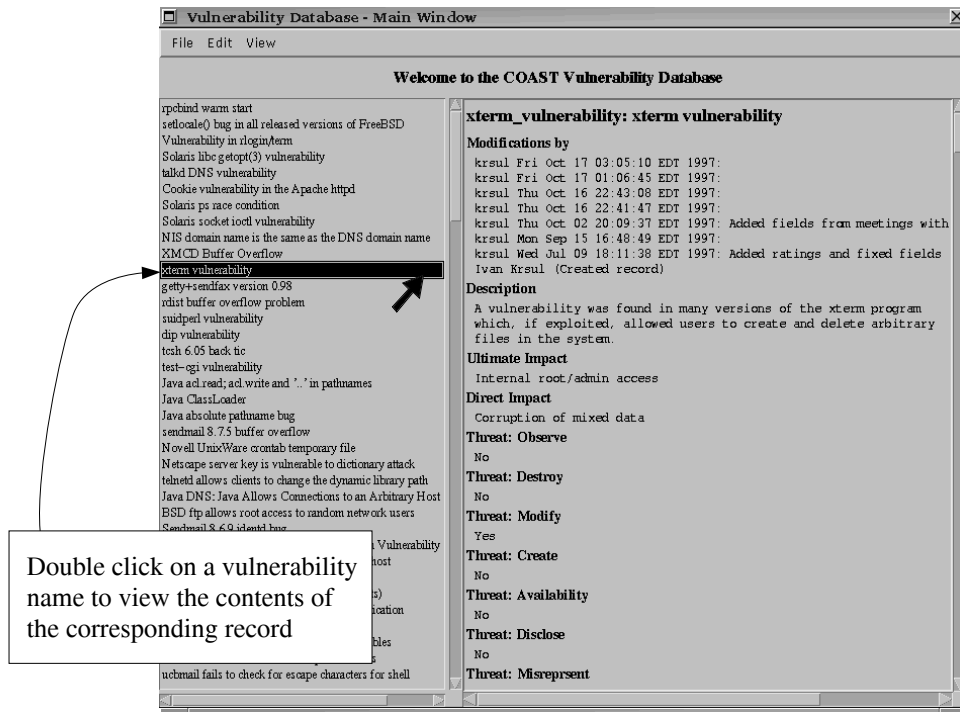 Vulnerability Database - Main Window
File Edit View
Welcome to the COAST Vulnerability Database
rpcbind warm start
setlocale() bug in all released versions of FreeBSD
Vulnerability in rlogin/term
Solaris libc getopt(3) vulnerability
talkd DNS vulnerability
Cookie vulnerability in the Apache httpd
Solaris ps race condition
Solaris socket ioctl vulnerability
NIS domain name is the same as the DNS domain name
XMCD Buffer Overflow
xterm vulnerability
getty+sendfax version 0.98
rdist buffer overflow problem
suidperl vulnerability
dip vulnerability
tcsh 6.05 back tic
test-cgi vulnerability
Java acl.read; acl.write and '..' in pathnames
Java ClassLoader
Java absolute pathname bug
sendmail 8.7.5 buffer overflow
Novell UnixWare crontab temporary file
Netscape server key is vulnerable to dictionary attack
telnetd allows clients to change the dynamic library path
Java DNS: Java Allows Connections to an Arbitrary Host
BSD ftp allows root access to random network users
Sendmail 8.6.9 identd bug
Vulnerability
ucbmail fails to check for escape characters for shell
Double click on a vulnerability
name to view the contents of
the corresponding record
xterm_vulnerability: xterm vulnerability
Modifications by
krsul Fri Oct 17 03:05:10 EDT 1997:
krsul Fri Oct 17 01:06:45 EDT 1997:
krsul Thu Oct 16 22:43:08 EDT 1997:
krsul Thu Oct 16 22:41:47 EDT 1997:
krsul Thu Oct 02 20:09:37 EDT 1997: Added fields from meetings with
krsul Mon Sep 15 16:48:49 EDT 1997:
krsul Wed Jul 09 18:11:38 EDT 1997: Added ratings and fixed fields
Ivan Krsul (Created record)
Description
A vulnerability was found in many versions of the xterm program
which, if exploited, allowed users to create and delete arbitrary
files in the system.
Ultimate Impact
Internal root/admin access
Direct Impact
Corruption of mixed data
Threat: Observe
No
Threat: Destroy
No
Threat: Modify
Yes
Threat: Create
No
Threat: Availability
No
Threat: Disclose
No
Threat: Misreprsent